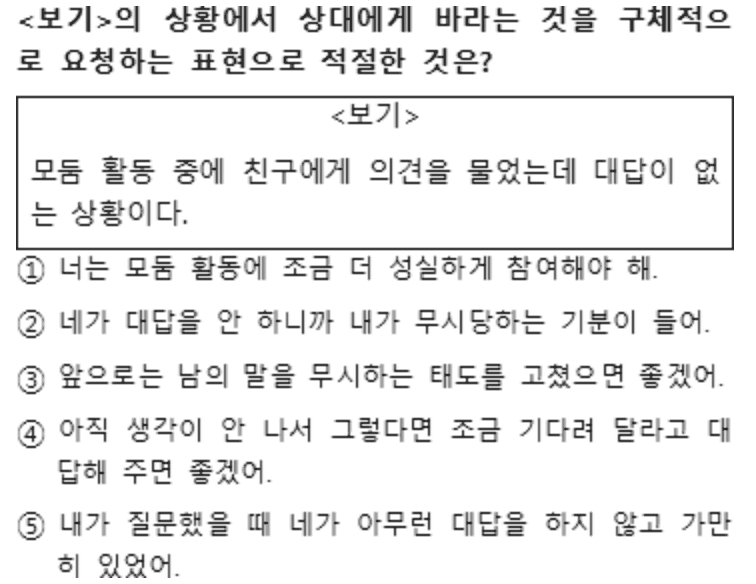 <보기>의 상황에서 상대에게 바라는 것을 구체적으
로 요청하는 표현으로 적절한 것은?
<보기>
모둠 활동 중에 친구에게 의견을 물었는데 대답이 없
는 상황이다.
① 너는 모둠 활동에 조금 더 성실하게 참여해야 해.
② 네가 대답을 안 하니까 내가 무시당하는 기분이 들어.
③ 앞으로는 남의 말을 무시하는 태도를 고쳤으면 좋겠어.
④ 아직 생각이 안 나서 그렇다면 조금 기다려 달라고 대
답해 주면 좋겠어.
⑤ 내가 질문했을 때 네가 아무런 대답을 하지 않고 가만
히 있었어.